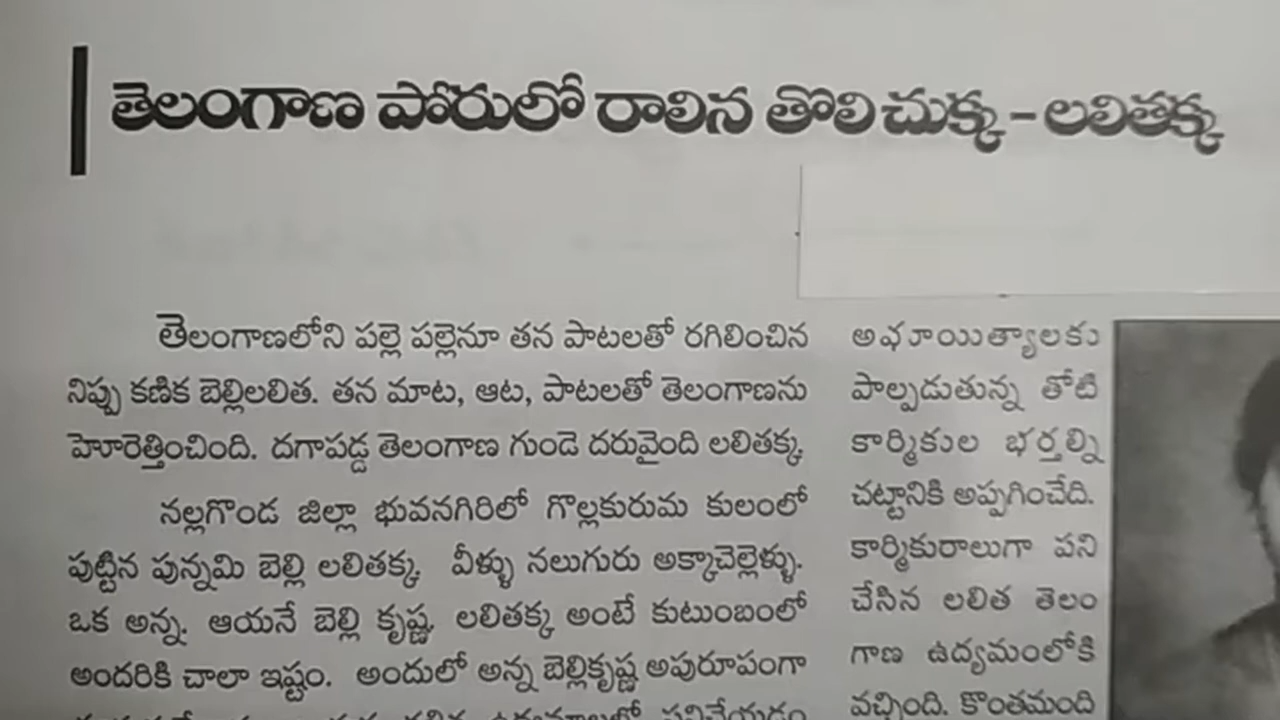 తెలంగాణ పోరులో రాలిన తొలి చుక్క - లలితక్క
తెలంగాణలోని పల్లె పల్లెనూ తన పాటలతో రగిలించిన
నిప్పు కణిక బెల్లిలలిత. తన మాట, ఆట, పాటలతో తెలంగాణను
హెూరెత్తించింది. దగాపడ్డ తెలంగాణ గుండె దరువైంది లలితక్క
నల్లగొండ జిల్లా భువనగిరిలో గొల్లకురుమ కులంలో
పుట్టిన పున్నమి బెల్లి లలితక్క వీళ్ళు నలుగురు అక్కాచెల్లెళ్ళు.
ఒక అన్న. ఆయనే బెల్లి కృష్ణ. లలితక్క అంటే కుటుంబంలో
అందరికి చాలా ఇష్టం. అందులో అన్న బెల్లికృష్ణ అపురూపంగా
అఘాయిత్యాలకు
పాల్పడుతున్న తోటి
కార్మికుల భర్తల్ని
చట్టానికి అప్పగించేది.
కార్మికురాలుగా పని
చేసిన లలిత తెలం
గాణ ఉద్యమంలోకి
వచ్చింది. కొంతమంది